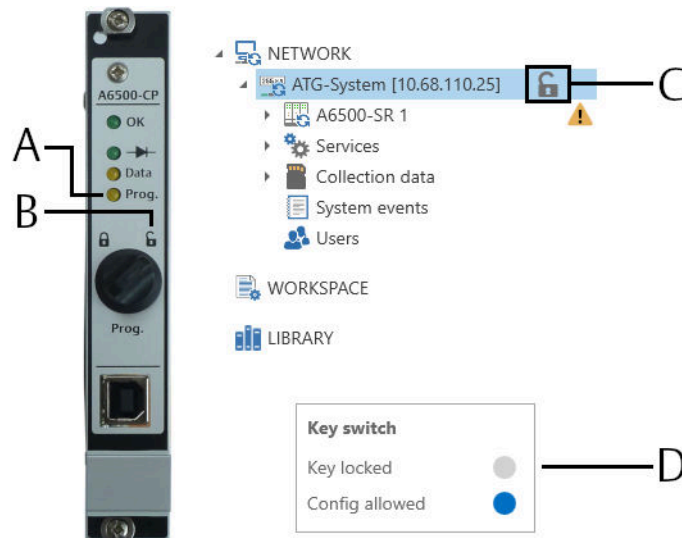 A6500-CP
OK
Data
Prog.
Prog.
A
B
NETWORK
ATG-System [10.68.110.25]
A6500-SR 1
Services
Collection data
System events
Users
WORKSPACE
LIBRARY
C
Key switch
Key locked
Config allowed
D